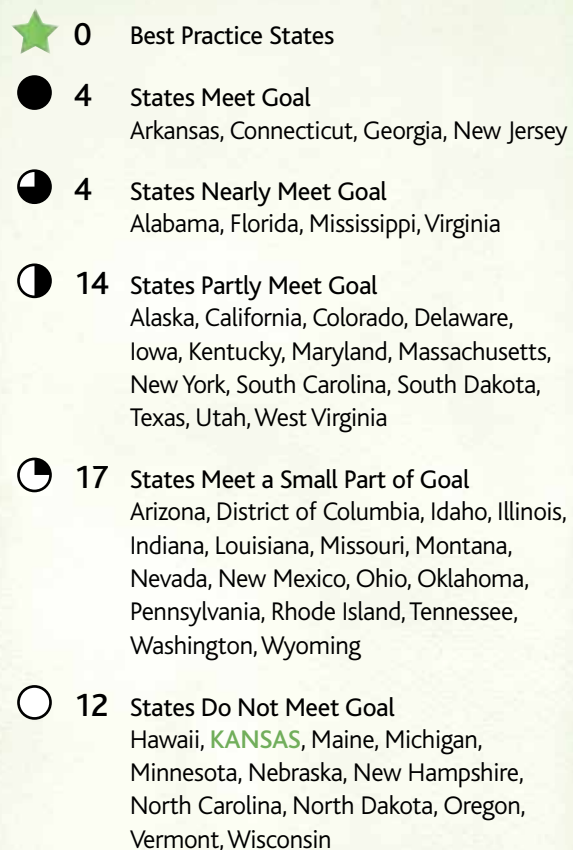 0 Best Practice States
4 States Meet Goal
Arkansas, Connecticut, Georgia, New Jersey
4 States Nearly Meet Goal
Alabama, Florida, Mississippi, Virginia
14 States Partly Meet Goal
Alaska, California, Colorado, Delaware,
Iowa, Kentucky, Maryland, Massachusetts,
New York, South Carolina, South Dakota,
Texas, Utah, West Virginia
17 States Meet a Small Part of Goal
Arizona, District of Columbia, Idaho, Illinois,
Indiana, Louisiana, Missouri, Montana,
Nevada, New Mexico, Ohio, Oklahoma,
Pennsylvania, Rhode Island, Tennessee,
Washington, Wyoming
12 States Do Not Meet Goal
Hawaii, KANSAS, Maine, Michigan,
Minnesota, Nebraska, New Hampshire,
North Carolina, North Dakota, Oregon,
Vermont, Wisconsin